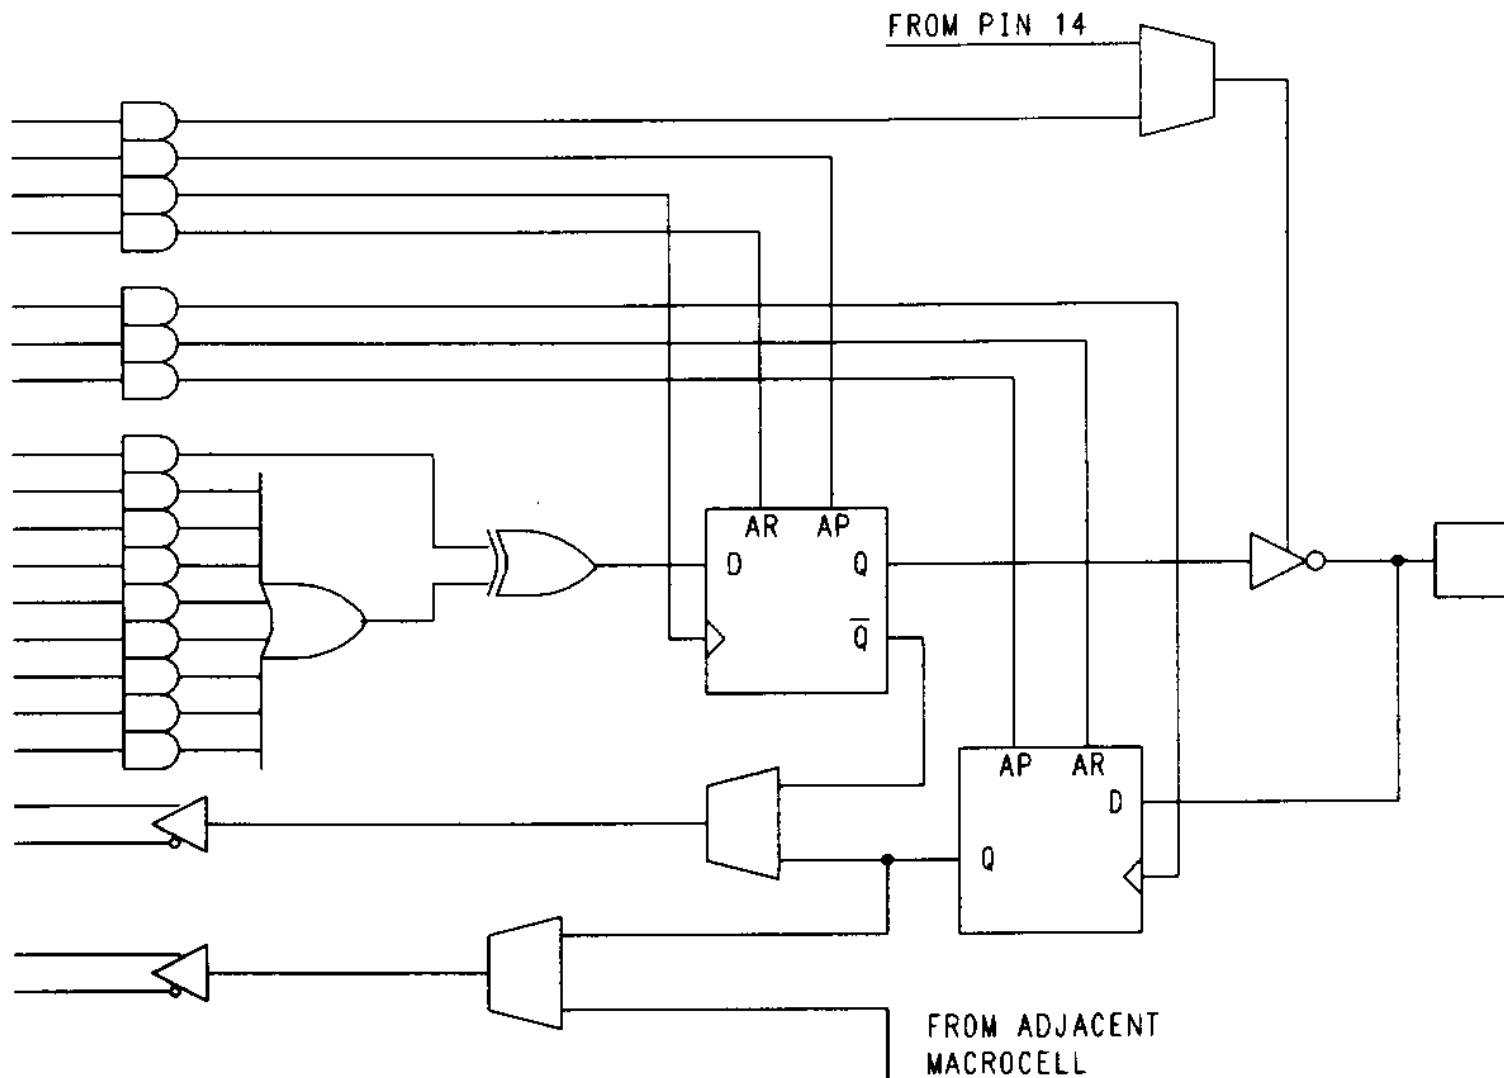 FROM PIN 14
AR AP
D Q
Q̅
AP AR
D
Q
FROM ADJACENT
MACROCELL